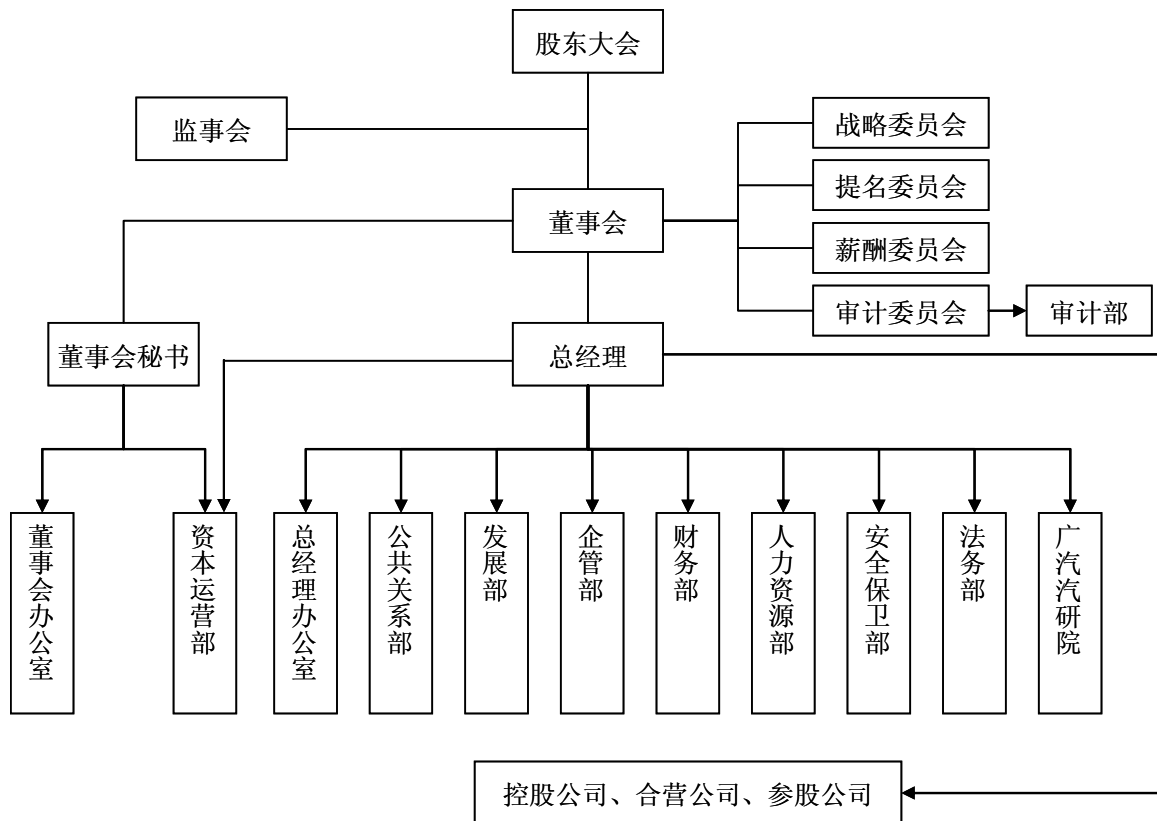 股东大会
监事会
战略委员会
提名委员会
董事会
薪酬委员会
审计委员会
审计部
董事会秘书
总经理
董事会办公室
资本运营部
总经理办公室
公共关系部
发展部
企管部
财务部
人力资源部
安全保卫部
法务部
广汽汽研院
控股公司、合营公司、参股公司